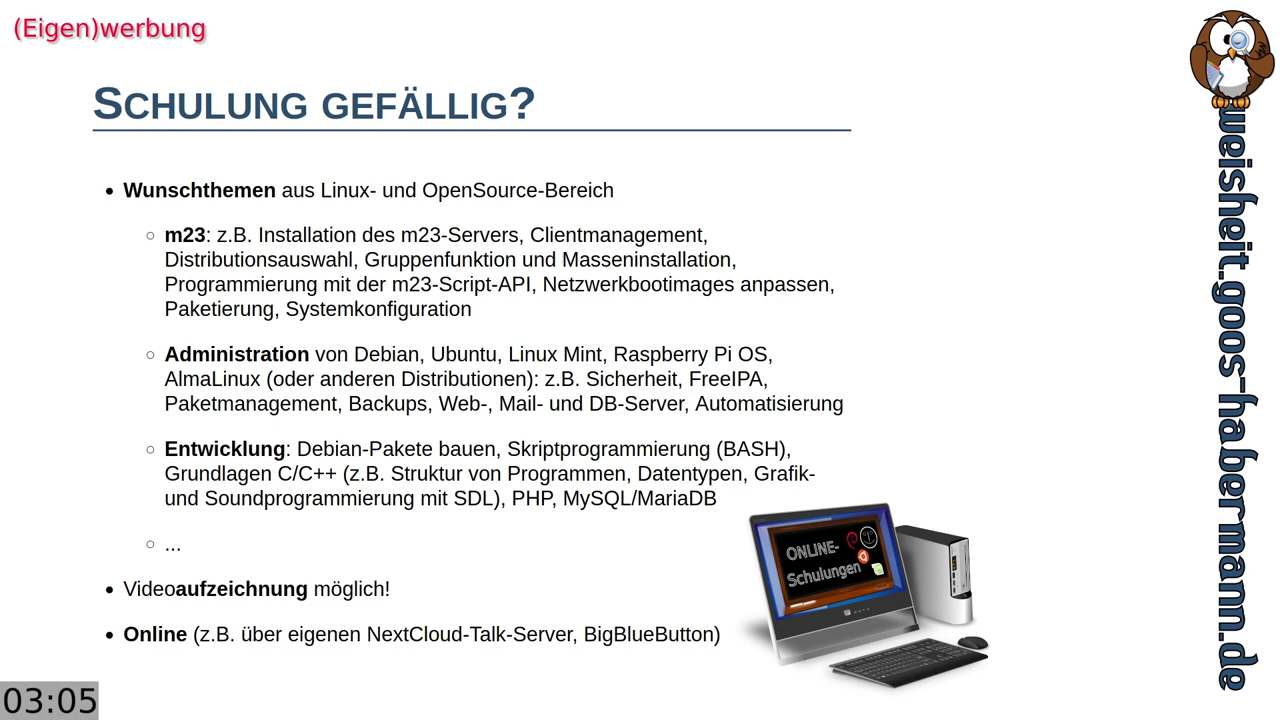 (Eigen)werbung
SCHULUNG GEFÄLLIG?
• Wunschthemen aus Linux- und OpenSource-Bereich
○ m23: z.B. Installation des m23-Servers, Clientmanagement,
Distributionsauswahl, Gruppenfunktion und Masseninstallation,
Programmierung mit der m23-Script-API, Netzwerkbootimages anpassen,
Paketierung, Systemkonfiguration
○ Administration von Debian, Ubuntu, Linux Mint, Raspberry Pi OS,
AlmaLinux (oder anderen Distributionen): z.B. Sicherheit, FreeIPA,
Paketmanagement, Backups, Web-, Mail- und DB-Server, Automatisierung
○ Entwicklung: Debian-Pakete bauen, Skriptprogrammierung (BASH),
Grundlagen C/C++ (z.B. Struktur von Programmen, Datentypen, Grafik-
und Soundprogrammierung mit SDL), PHP, MySQL/MariaDB
○ ...
• Videoaufzeichnung möglich!
• Online (z.B. über eigenen NextCloud-Talk-Server, BigBlueButton)
ONLINE-
Schulungen
weisheit.goos-habermann.de
03:05